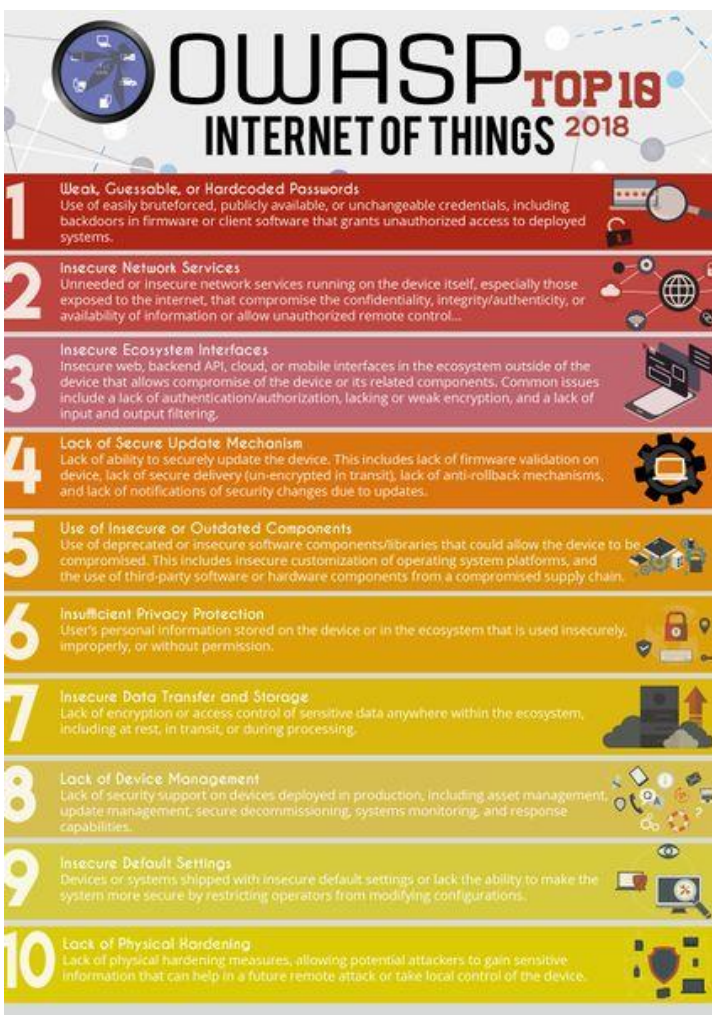 OWASP TOP 10
INTERNET OF THINGS 2018
1
Weak, Guessable, or Hardcoded Passwords
Use of easily bruteforced, publicly available, or unchangeable credentials, including
backdoors in firmware or client software that grants unauthorized access to deployed
systems.
2
Insecure Network Services
Unneeded or insecure network services running on the device itself, especially those
exposed to the internet, that compromise the confidentiality, integrity/authenticity, or
availability of information or allow unauthorized remote control...
3
Insecure Ecosystem Interfaces
Insecure web, backend API, cloud, or mobile interfaces in the ecosystem outside of the
device that allows compromise of the device or its related components. Common issues
include a lack of authentication/authorization, lacking or weak encryption, and a lack of
input and output filtering.
4
Lack of Secure Update Mechanism
Lack of ability to securely update the device. This includes lack of firmware validation on
device, lack of secure delivery (un-encrypted in transit), lack of anti-rollback mechanisms,
and lack of notifications of security changes due to updates.
5
Use of Insecure or Outdated Components
Use of deprecated or insecure software components/libraries that could allow the device to be
compromised. This includes insecure customization of operating system platforms, and
the use of third-party software or hardware components from a compromised supply chain.
6
Insufficient Privacy Protection
User's personal information stored on the device or in the ecosystem that is used insecurely,
improperly, or without permission.
7
Insecure Data Transfer and Storage
Lack of encryption or access control of sensitive data anywhere within the ecosystem,
including at rest, in transit, or during processing.
8
Lack of Device Management
Lack of security support on devices deployed in production, including asset management,
update management, secure decommissioning, systems monitoring, and response
capabilities.
9
Insecure Default Settings
Devices or systems shipped with insecure default settings or lack the ability to make the
system more secure by restricting operators from modifying configurations.
10
Lack of Physical Hardening
Lack of physical hardening measures, allowing potential attackers to gain sensitive
information that can help in a future remote attack or take local control of the device.